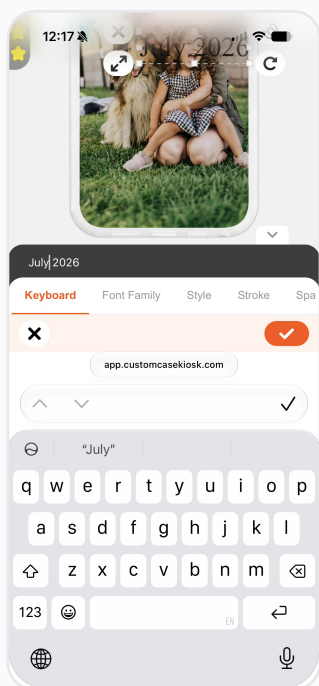 12:17
July 2026
July 2026
Keyboard Font Family Style Stroke Spa
app.customcasekiosk.com
“July”
q w e r t y u i o p
a s d f g h j k l
z x c v b n m
123
EN